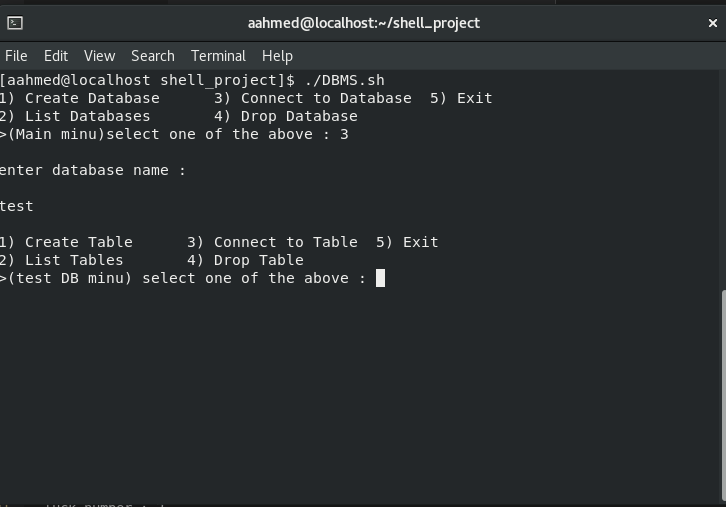 aahmed@localhost:~/shell_project
File Edit View Search Terminal Help
[aahmed@localhost shell_project]$ ./DBMS.sh
1) Create Database      3) Connect to Database  5) Exit
2) List Databases       4) Drop Database
>(Main minu)select one of the above : 3
enter database name :
test
1) Create Table      3) Connect to Table  5) Exit
2) List Tables       4) Drop Table
>(test DB minu) select one of the above :